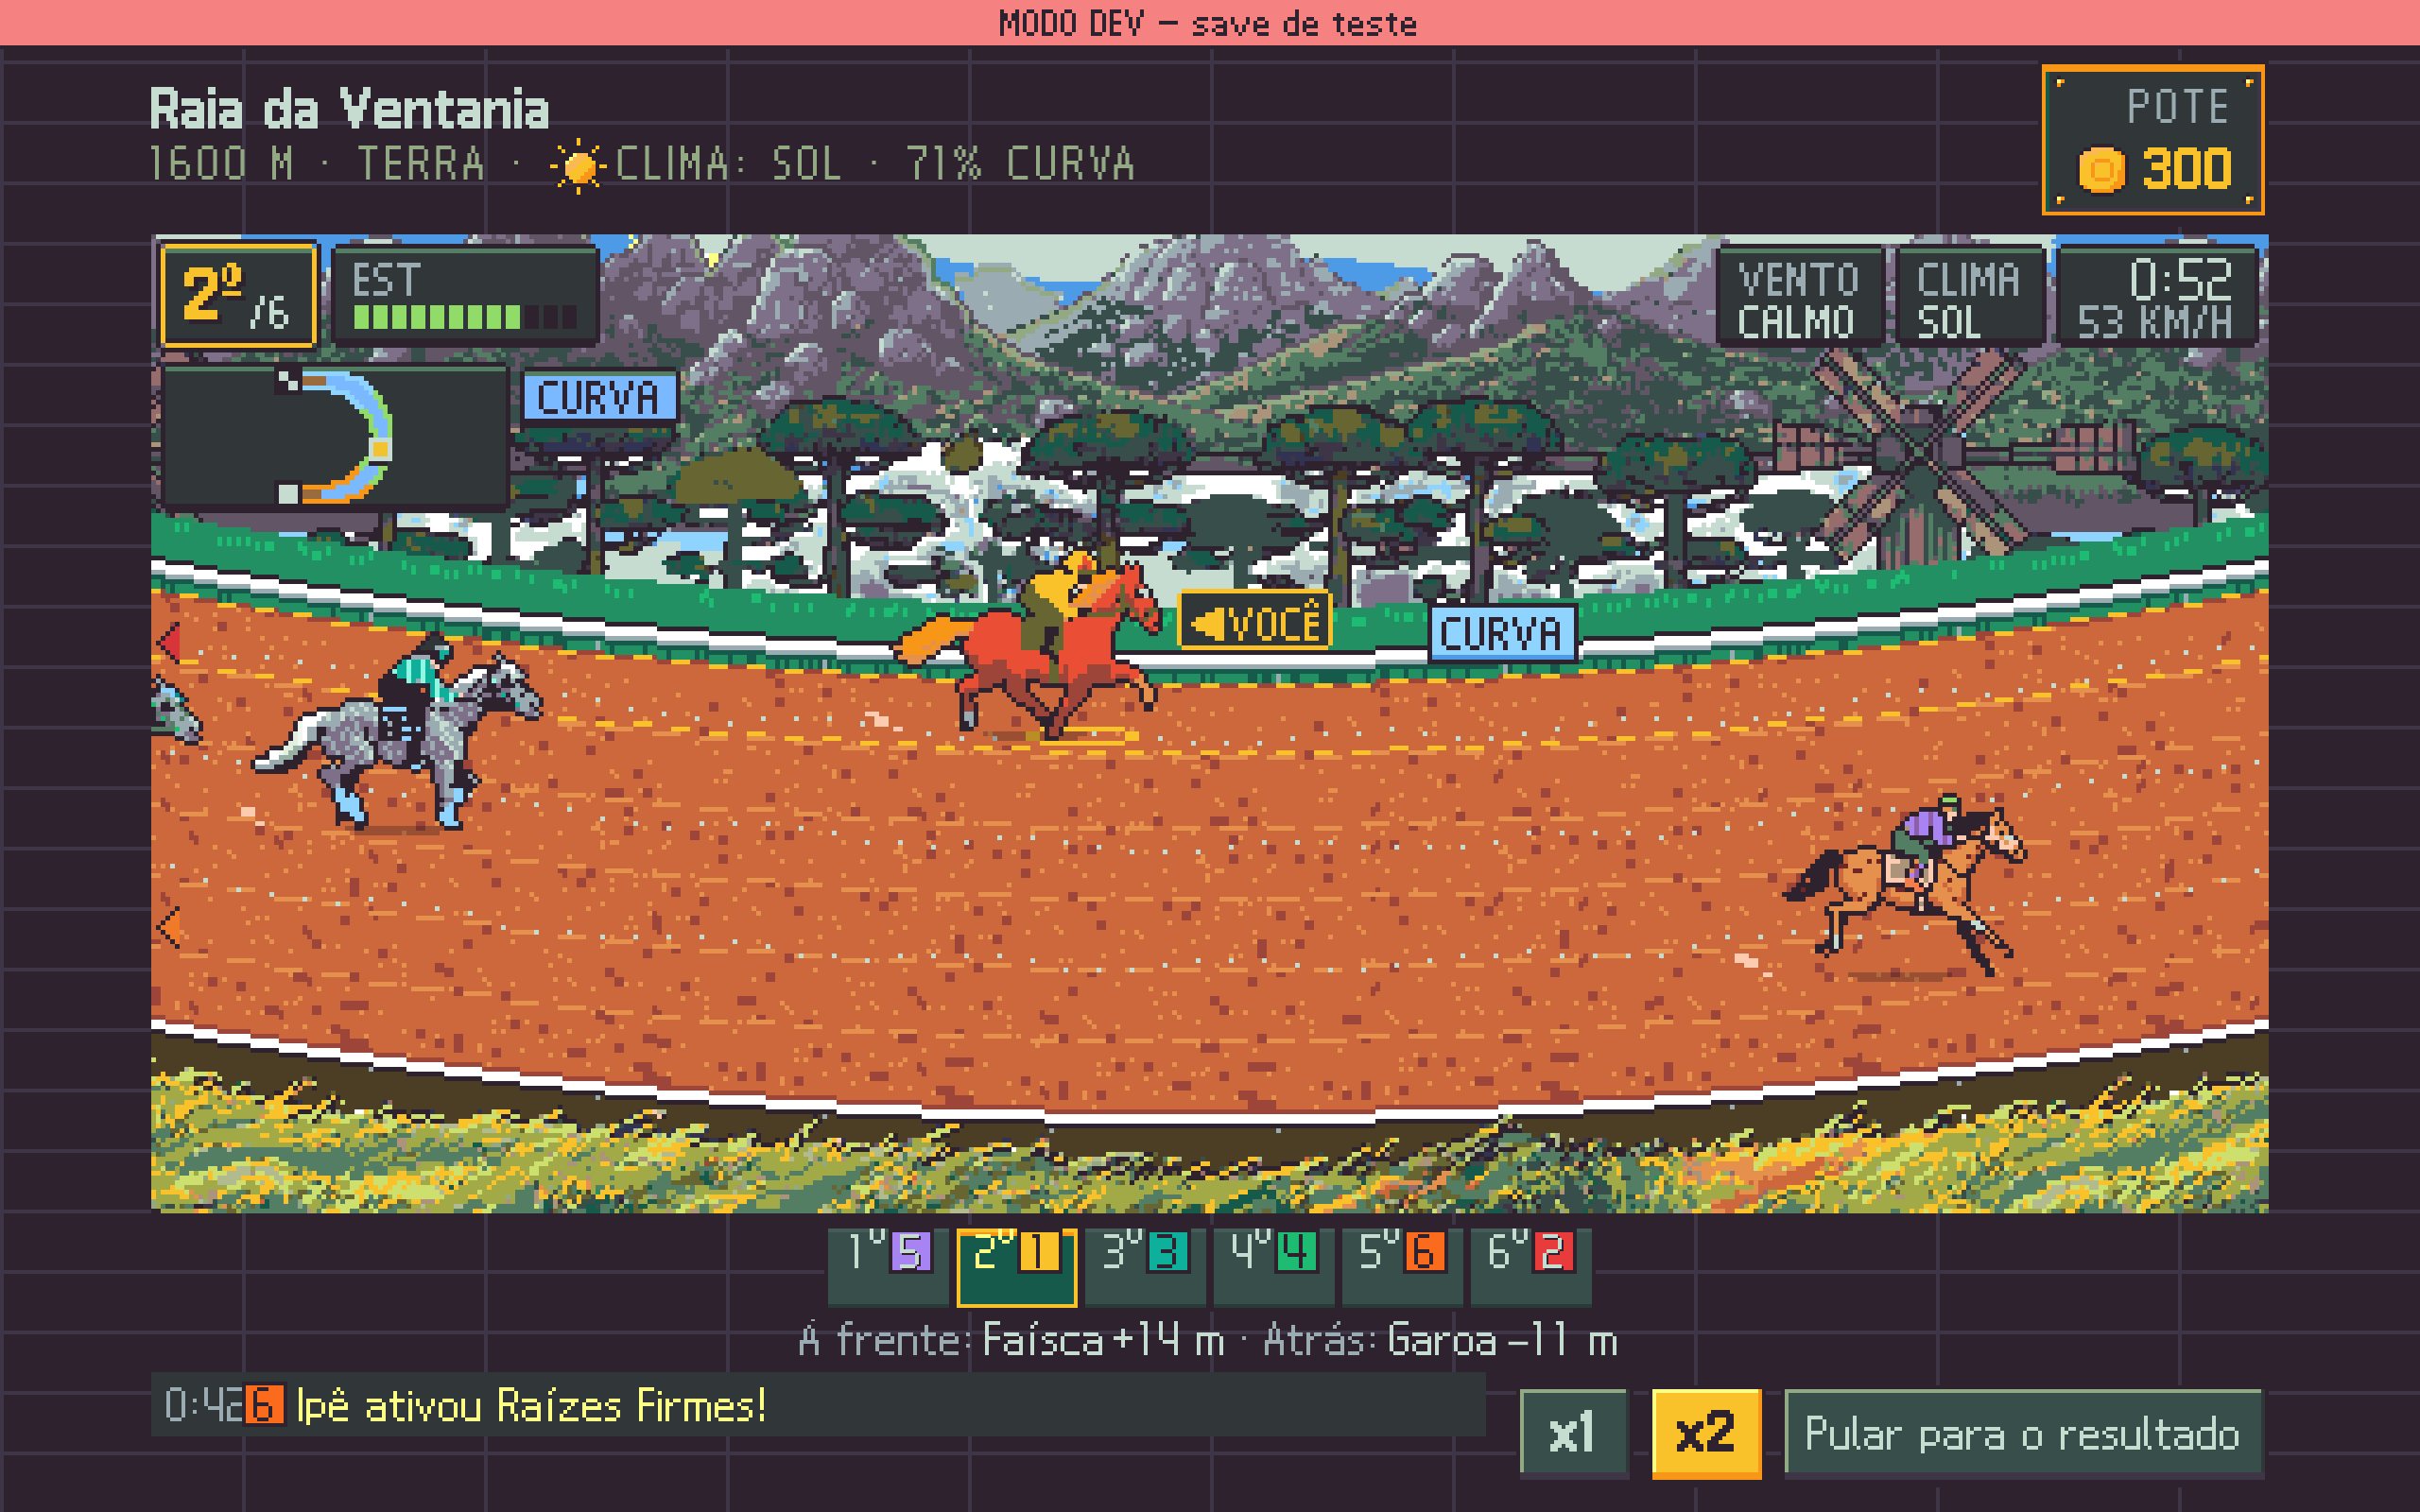 MODO DEV – save de teste
Raia da Ventania
1600 M · TERRA · CLIMA: SOL · 71% CURVA
POTE
300
2º/6
EST
VENTO
CALMO
CLIMA
SOL
0:52
53 KM/H
CURVA
VOCÊ
CURVA
1º 5 2º 1 3º 3 4º 4 5º 6 6º 2
À frente: Faísca +14 m · Atrás: Garoa –11 m
0:42 6 Ipê ativou Raízes Firmes!
x1
x2
Pular para o resultado